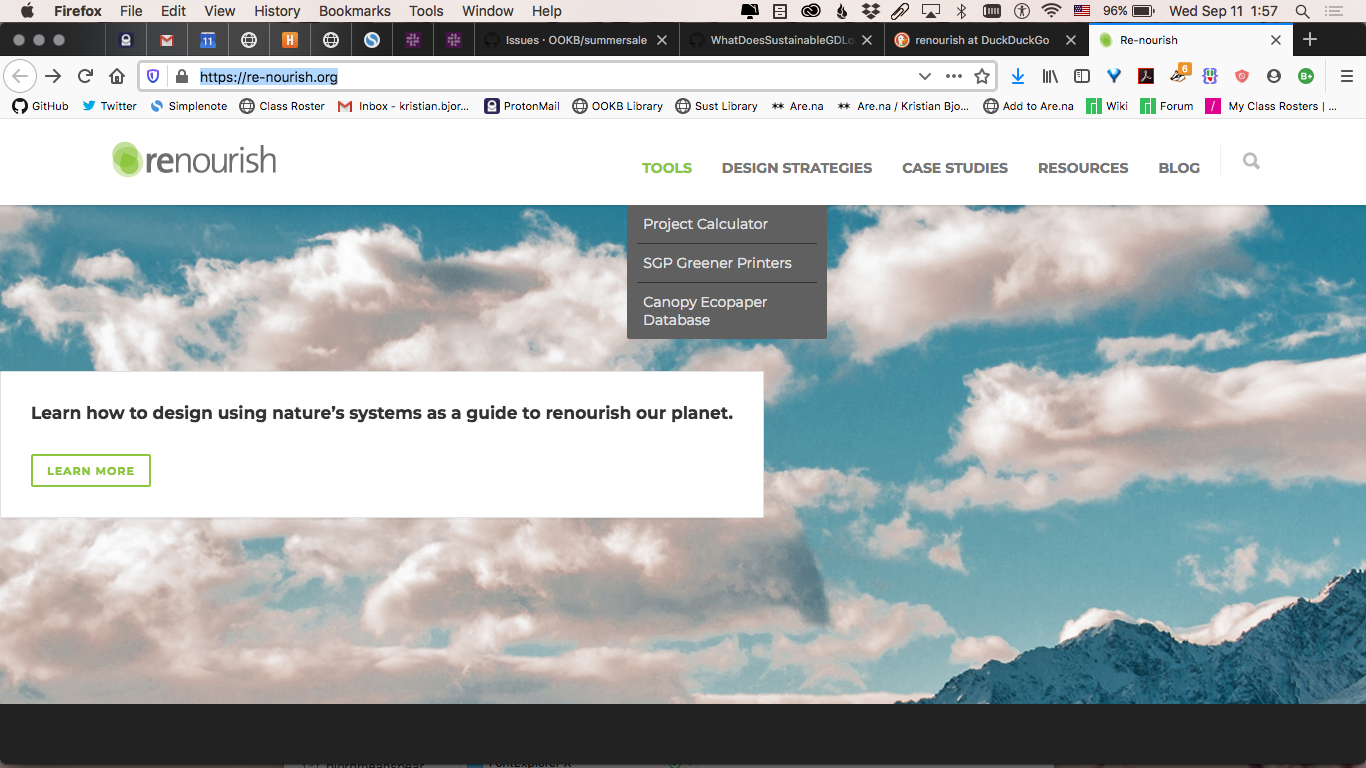 Firefox File Edit View History Bookmarks Tools Window Help 96% Wed Sep 11 1:57
11 H Issues · OOKB/summersale WhatDoesSustainableGDLo renourish at DuckDuckGo Re-nourish
https://re-nourish.org 6 B+
GitHub Twitter Simplenote Class Roster Inbox - kristian.bjor... ProtonMail OOKB Library Sust Library Are.na Are.na / Kristian Bjo... Add to Are.na Wiki Forum My Class Rosters | ...
renourish
TOOLS DESIGN STRATEGIES CASE STUDIES RESOURCES BLOG
Project Calculator
SGP Greener Printers
Canopy Ecopaper
Database
Learn how to design using nature’s systems as a guide to renourish our planet.
LEARN MORE